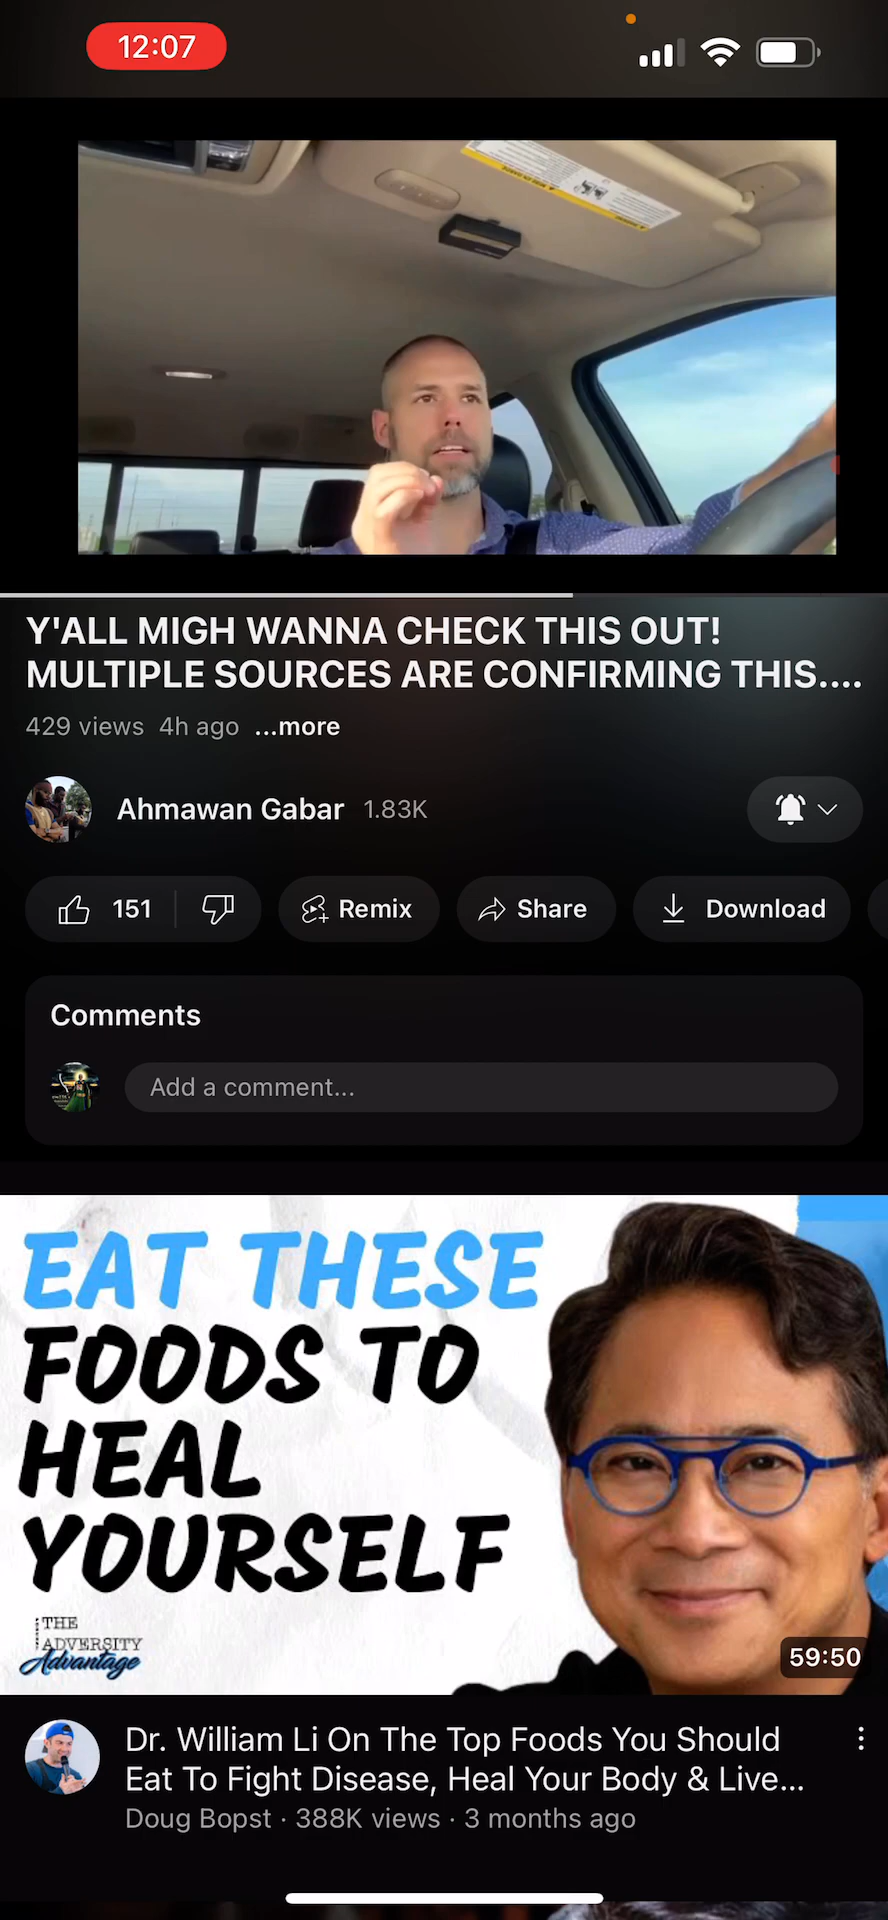 12:07
Y'ALL MIGH WANNA CHECK THIS OUT!
MULTIPLE SOURCES ARE CONFIRMING THIS....
429 views 4h ago ...more
Ahmawan Gabar 1.83K
151 Remix Share Download
Comments
Add a comment...
EAT THESE
FOODS TO
HEAL
YOURSELF
THE
ADVERSITY
Advantage
59:50
Dr. William Li On The Top Foods You Should
Eat To Fight Disease, Heal Your Body & Live...
Doug Bopst · 388K views · 3 months ago